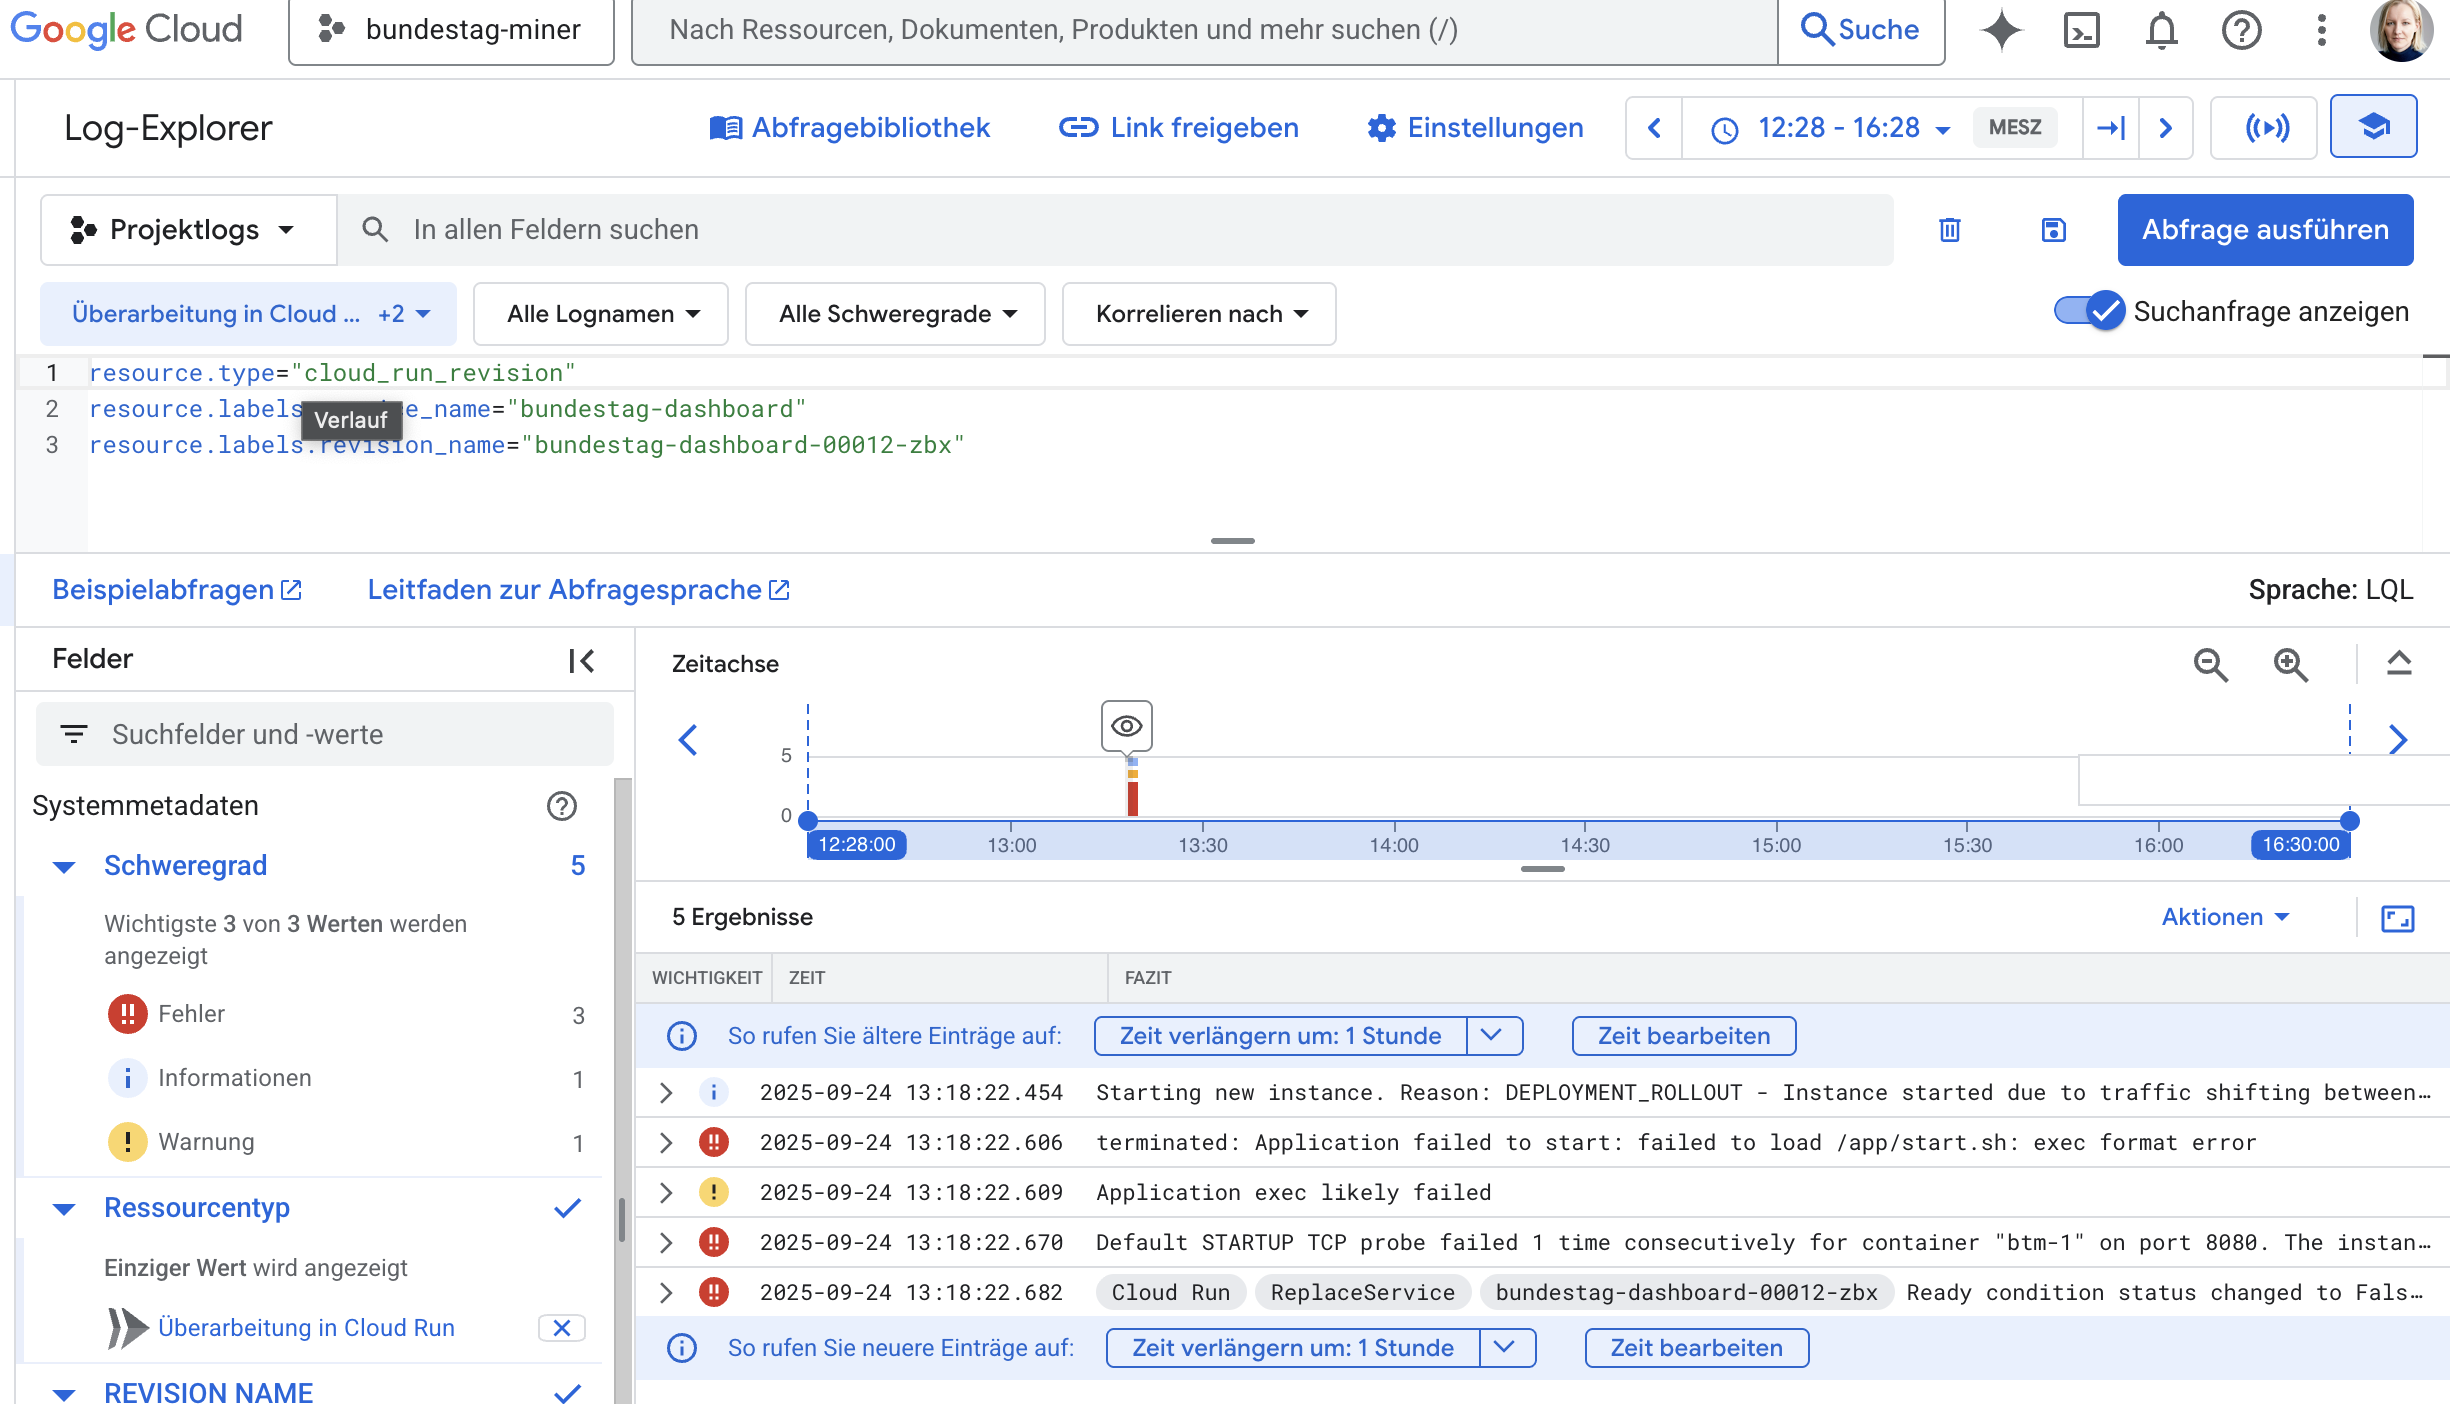 Google Cloud
bundestag-miner
Nach Ressourcen, Dokumenten, Produkten und mehr suchen (/)
Suche
Log-Explorer
Abfragebibliothek
Link freigeben
Einstellungen
12:28 - 16:28
MESZ
Projektlogs
In allen Feldern suchen
Abfrage ausführen
Überarbeitung in Cloud ... +2
Alle Lognamen
Alle Schweregrade
Korrelieren nach
Suchanfrage anzeigen
1 resource.type="cloud_run_revision"
2 resource.labels e_name="bundestag-dashboard"
Verlauf
3 resource.labels.revision_name="bundestag-dashboard-00012-zbx"
Beispielabfragen
Leitfaden zur Abfragesprache
Sprache: LQL
Felder
Suchfelder und -werte
Systemmetadaten
Schweregrad 5
Wichtigste 3 von 3 Werten werden
angezeigt
Fehler 3
Informationen 1
Warnung 1
Ressourcentyp
Einziger Wert wird angezeigt
Überarbeitung in Cloud Run
REVISION NAME
Zeitachse
5
0
12:28:00
13:00
13:30
14:00
14:30
15:00
15:30
16:00
16:30:00
5 Ergebnisse
Aktionen
WICHTIGKEIT ZEIT FAZIT
So rufen Sie ältere Einträge auf: Zeit verlängern um: 1 Stunde Zeit bearbeiten
2025-09-24 13:18:22.454 Starting new instance. Reason: DEPLOYMENT_ROLLOUT - Instance started due to traffic shifting between…
2025-09-24 13:18:22.606 terminated: Application failed to start: failed to load /app/start.sh: exec format error
2025-09-24 13:18:22.609 Application exec likely failed
2025-09-24 13:18:22.670 Default STARTUP TCP probe failed 1 time consecutively for container "btm-1" on port 8080. The instan…
2025-09-24 13:18:22.682 Cloud Run ReplaceService bundestag-dashboard-00012-zbx Ready condition status changed to Fals…
So rufen Sie neuere Einträge auf: Zeit verlängern um: 1 Stunde Zeit bearbeiten